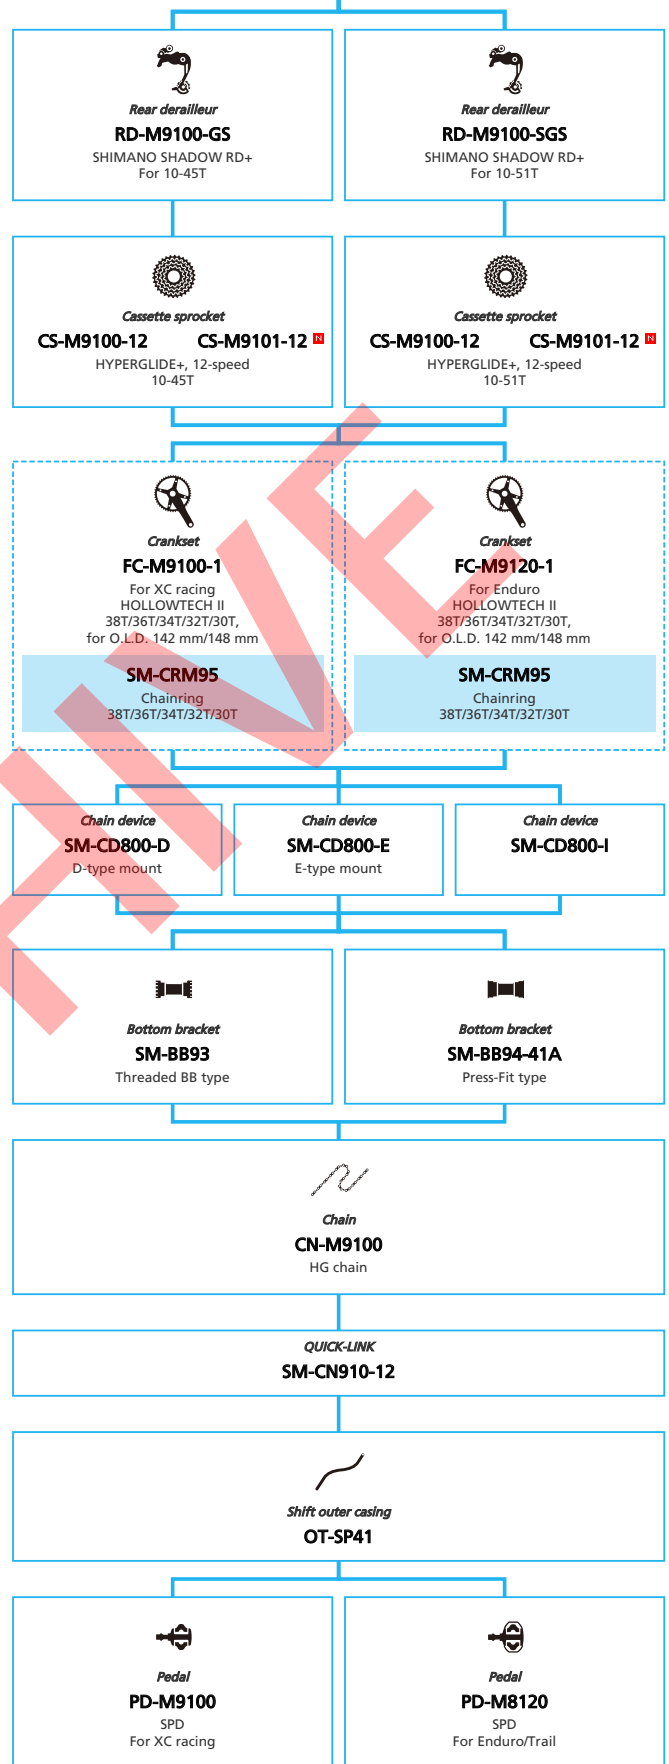 Rear derailleur
RD-M9100-GS
SHIMANO SHADOW RD+
For 10-45T
Rear derailleur
RD-M9100-SGS
SHIMANO SHADOW RD+
For 10-51T
Cassette sprocket
CS-M9100-12 CS-M9101-12 N
HYPERGLIDE+, 12-speed
10-45T
Cassette sprocket
CS-M9100-12 CS-M9101-12 N
HYPERGLIDE+, 12-speed
10-51T
Crankset
FC-M9100-1
For XC racing
HOLLOWTECH II
38T/36T/34T/32T/30T,
for O.L.D. 142 mm/148 mm
SM-CRM95
Chainring
38T/36T/34T/32T/30T
Crankset
FC-M9120-1
For Enduro
HOLLOWTECH II
38T/36T/34T/32T/30T,
for O.L.D. 142 mm/148 mm
SM-CRM95
Chainring
38T/36T/34T/32T/30T
Chain device
SM-CD800-D
D-type mount
Chain device
SM-CD800-E
E-type mount
Chain device
SM-CD800-I
Bottom bracket
SM-BB93
Threaded BB type
Bottom bracket
SM-BB94-41A
Press-Fit type
Chain
CN-M9100
HG chain
QUICK-LINK
SM-CN910-12
Shift outer casing
OT-SP41
Pedal
PD-M9100
SPD
For XC racing
Pedal
PD-M8120
SPD
For Enduro/Trail
HIVE